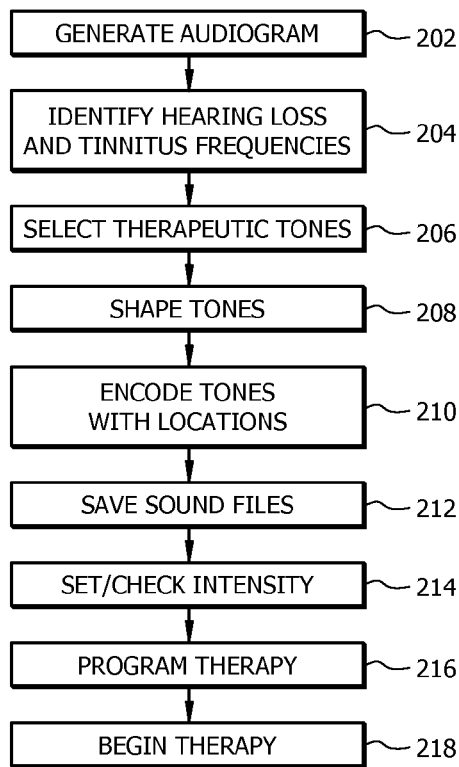 GENERATE AUDIOGRAM
202
IDENTIFY HEARING LOSS
AND TINNITUS FREQUENCIES
204
SELECT THERAPEUTIC TONES
206
SHAPE TONES
208
ENCODE TONES
WITH LOCATIONS
210
SAVE SOUND FILES
212
SET/CHECK INTENSITY
214
PROGRAM THERAPY
216
BEGIN THERAPY
218